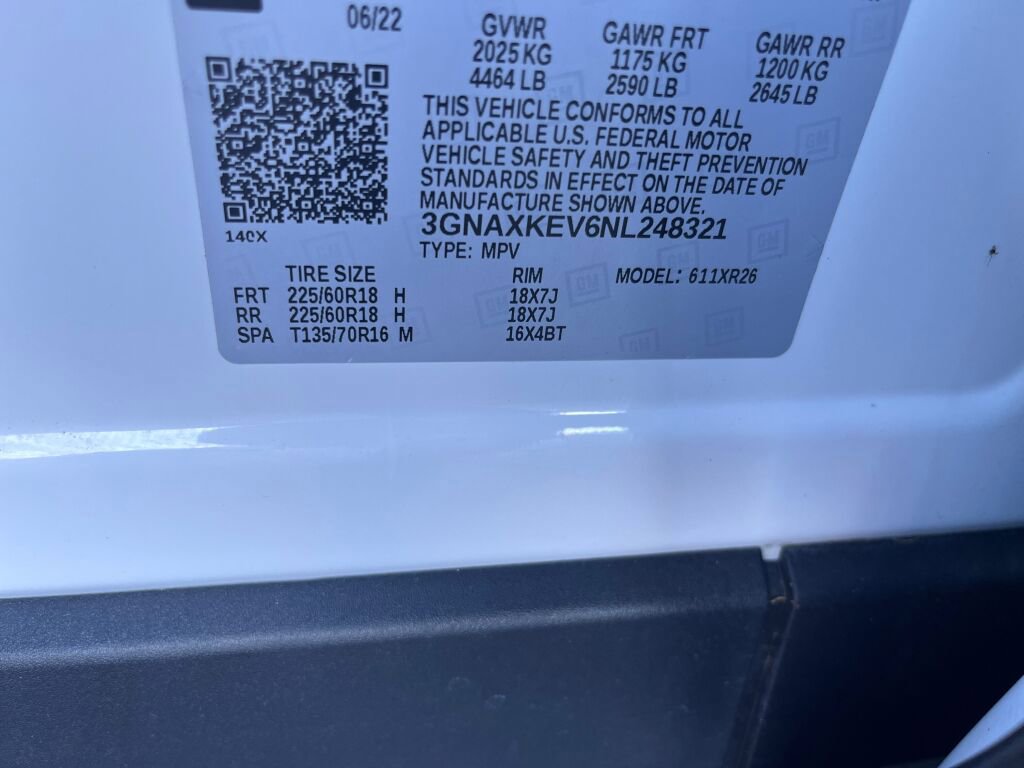 06/22 GVWR GAWR FRT GAWR RR
2025 KG 1175 KG 1200 KG
4464 LB 2590 LB 2645 LB
THIS VEHICLE CONFORMS TO ALL
APPLICABLE U.S. FEDERAL MOTOR
VEHICLE SAFETY AND THEFT PREVENTION
STANDARDS IN EFFECT ON THE DATE OF
MANUFACTURE SHOWN ABOVE.
3GNAXKEV6NL248321
140X
TYPE: MPV
TIRE SIZE RIM MODEL: 611XR26
FRT 225/60R18 H 18X7J
RR 225/60R18 H 18X7J
SPA T135/70R16 M 16X4BT